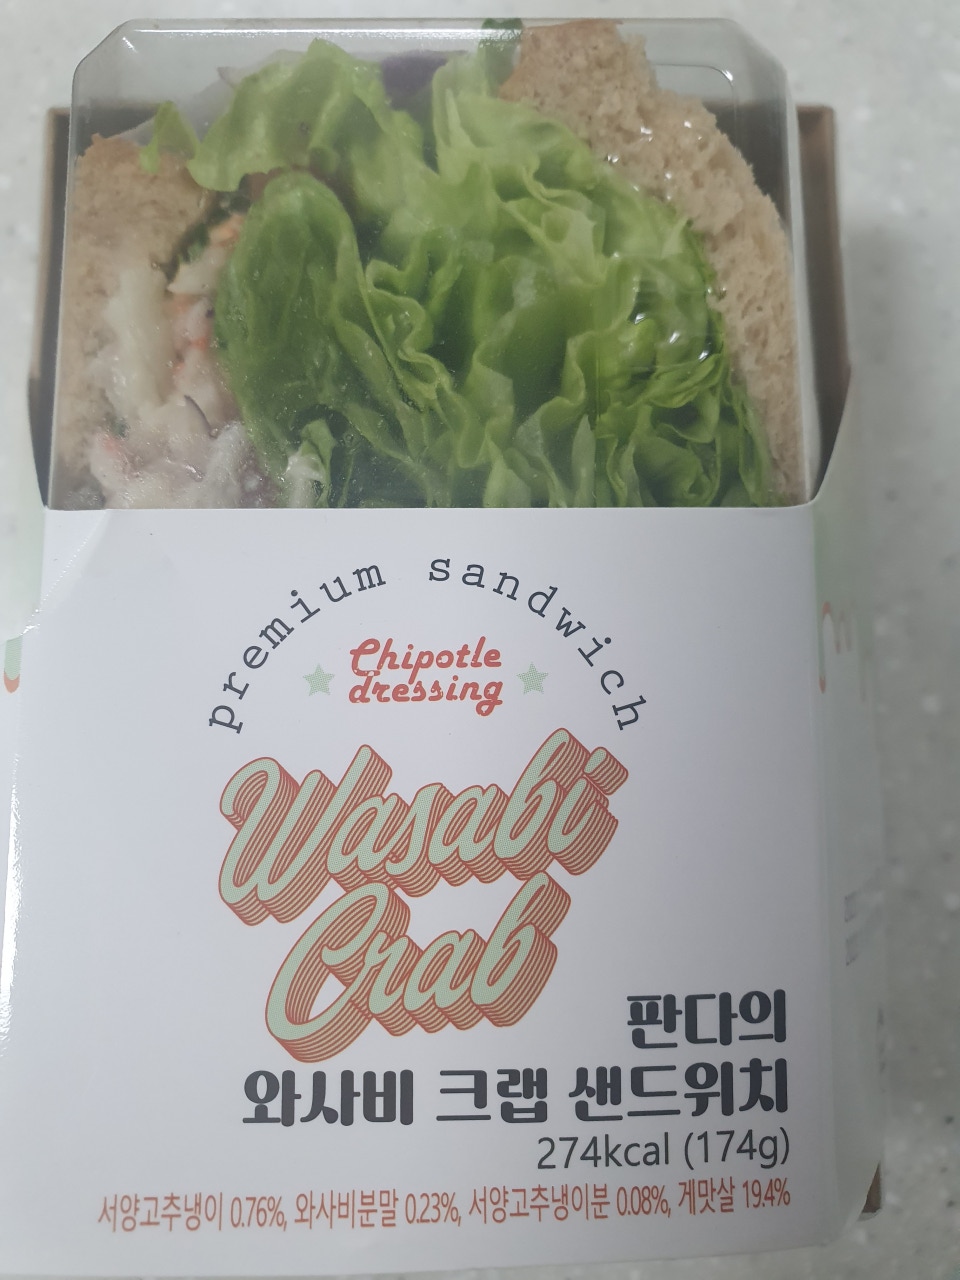 premium sandwich
Chipotle
dressing
Wasabi
Crab
판다의
와사비 크랩 샌드위치
274kcal (174g)
서양고추냉이 0.76%, 와사비분말 0.23%, 서양고추냉이분 0.08%, 게맛살 19.4%